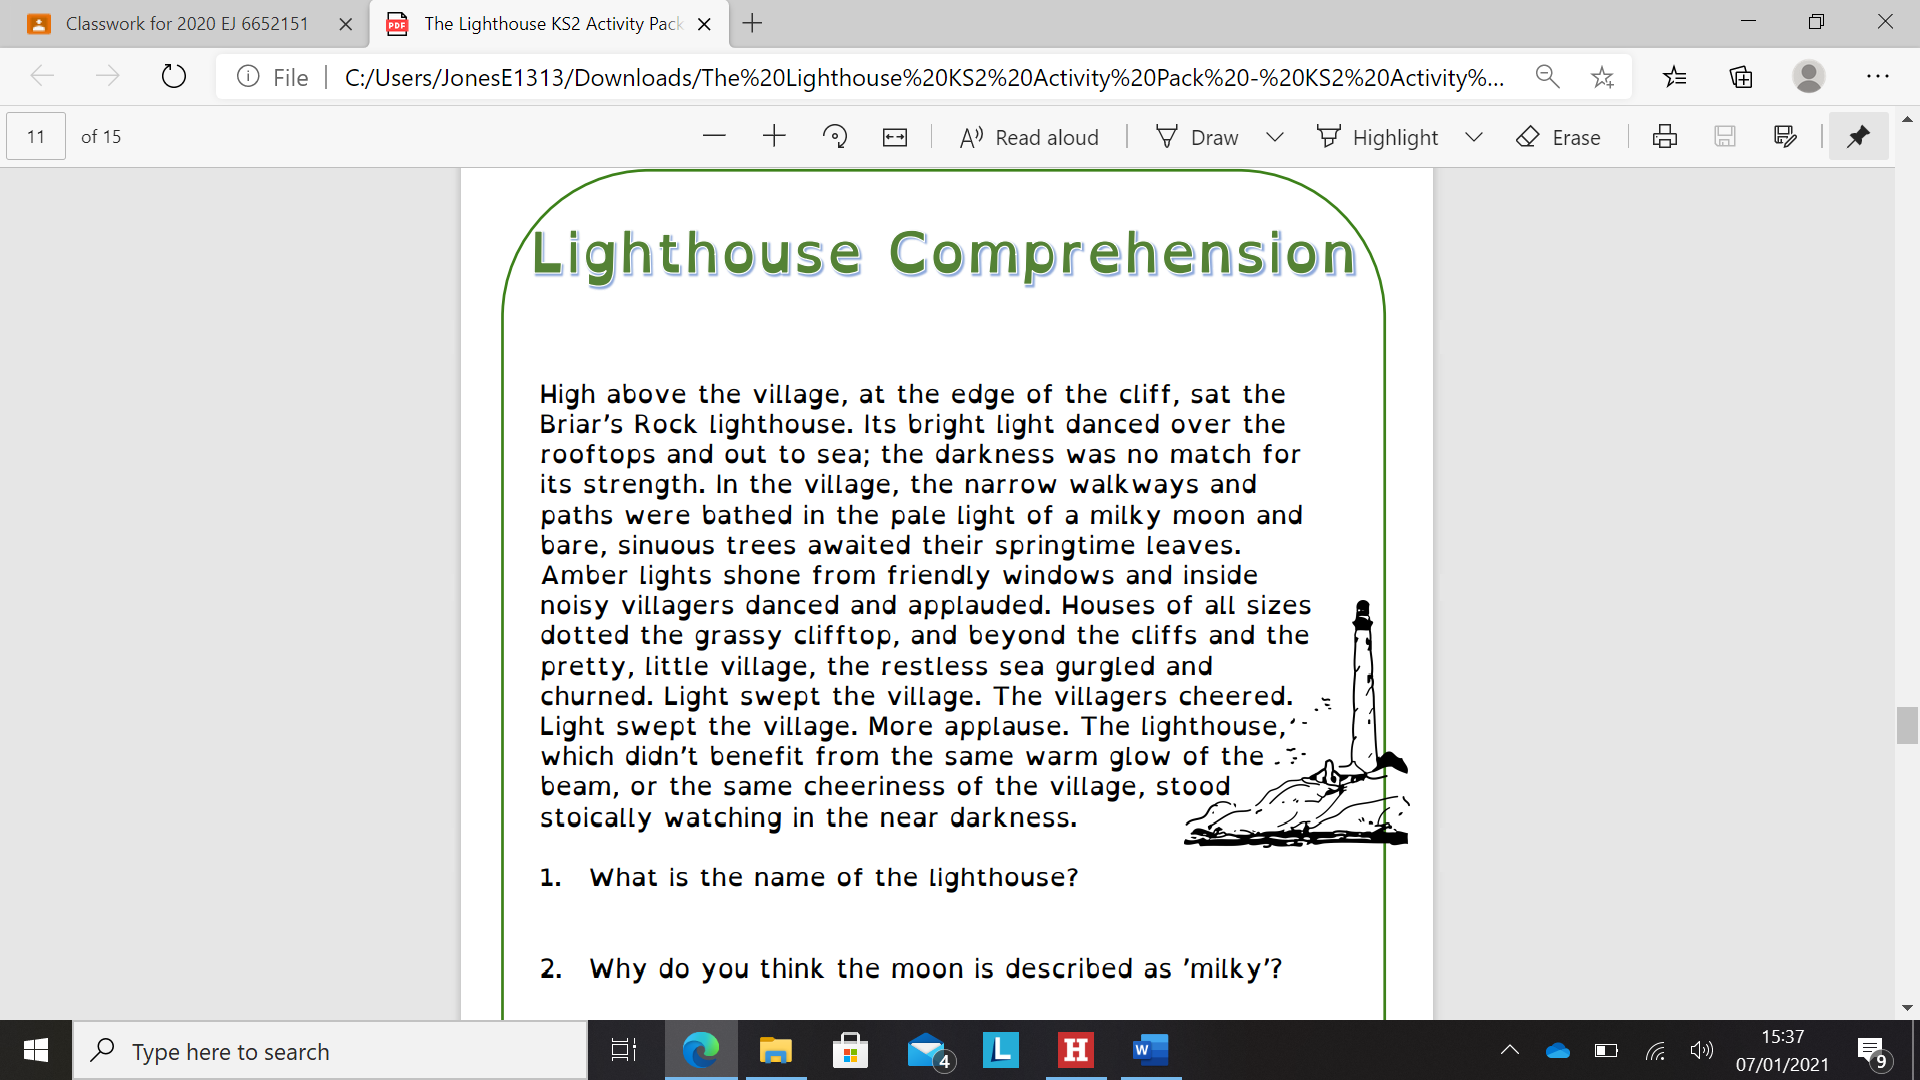 Classwork for 2020 EJ 6652151
The Lighthouse KS2 Activity Pack
File
C:/Users/JonesE1313/Downloads/The%20Lighthouse%20KS2%20Activity%20Pack%20-%20KS2%20Activity%...
11 of 15
Read aloud
Draw
Highlight
Erase
Lighthouse Comprehension
High above the village, at the edge of the cliff, sat the
Briar's Rock lighthouse. Its bright light danced over the
rooftops and out to sea; the darkness was no match for
its strength. In the village, the narrow walkways and
paths were bathed in the pale light of a milky moon and
bare, sinuous trees awaited their springtime leaves.
Amber lights shone from friendly windows and inside
noisy villagers danced and applauded. Houses of all sizes
dotted the grassy clifftop, and beyond the cliffs and the
pretty, little village, the restless sea gurgled and
churned. Light swept the village. The villagers cheered.
Light swept the village. More applause. The lighthouse,
which didn't benefit from the same warm glow of the
beam, or the same cheeriness of the village, stood
stoically watching in the near darkness.
1. What is the name of the lighthouse?
2. Why do you think the moon is described as 'milky'?
Type here to search
4
L
H
W
15:37
07/01/2021
9